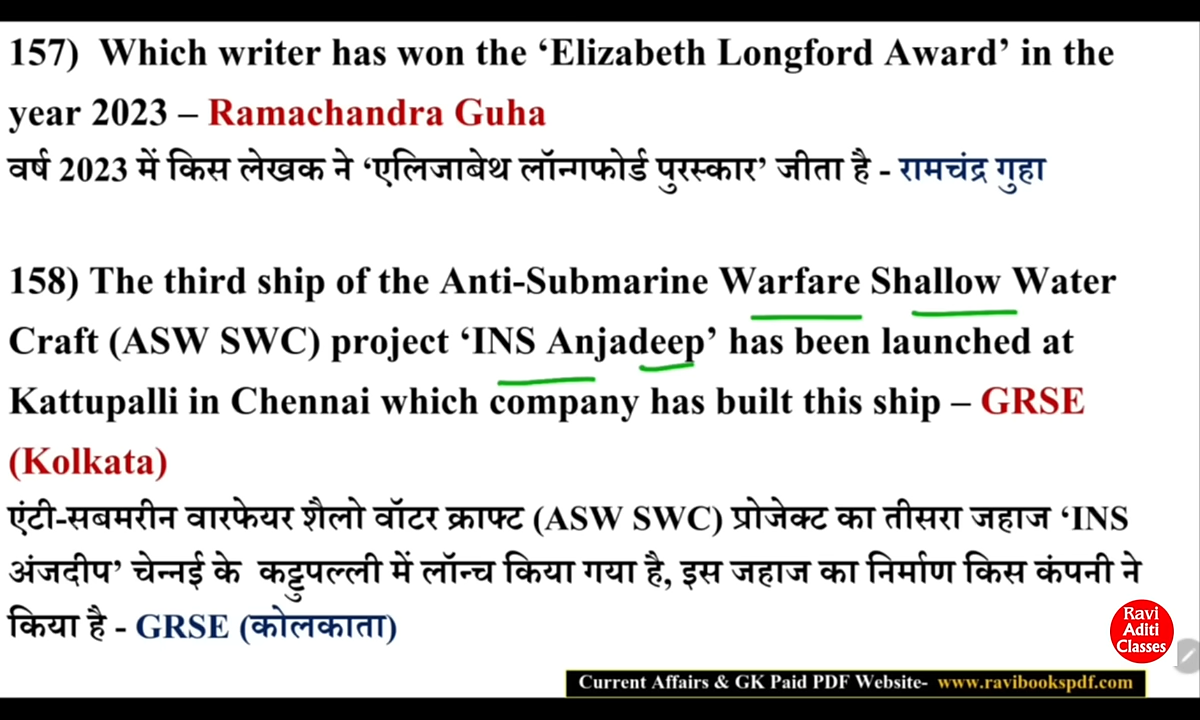 157) Which writer has won the ‘Elizabeth Longford Award’ in the
year 2023 – Ramachandra Guha
वर्ष 2023 में किस लेखक ने ‘एलिजाबेथ लॉन्गफोर्ड पुरस्कार’ जीता है - रामचंद्र गुहा
158) The third ship of the Anti-Submarine Warfare Shallow Water
Craft (ASW SWC) project ‘INS Anjadeep’ has been launched at
Kattupalli in Chennai which company has built this ship – GRSE
(Kolkata)
एंटी-सबमरीन वारफेयर शैलो वॉटर क्राफ्ट (ASW SWC) प्रोजेक्ट का तीसरा जहाज ‘INS
अंजदीप’ चेन्नई के कट्टुपल्ली में लॉन्च किया गया है, इस जहाज का निर्माण किस कंपनी ने
किया है - GRSE (कोलकाता)
Ravi
Aditi
Classes
Current Affairs & GK Paid PDF Website- www.ravibookspdf.com